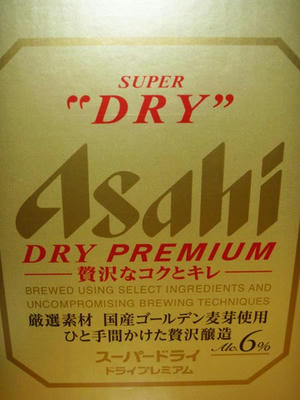 SUPER
"DRY"
Asahi
DRY PREMIUM
贅沢なコクとキレ
BREWED USING SELECT INGREDIENTS AND
UNCOMPROMISING BREWING TECHNIQUES
厳選素材 国産ゴールデン麦芽使用
ひと手間かけた贅沢醸造 Alc.6%
スーパードライ
ドライプレミアム